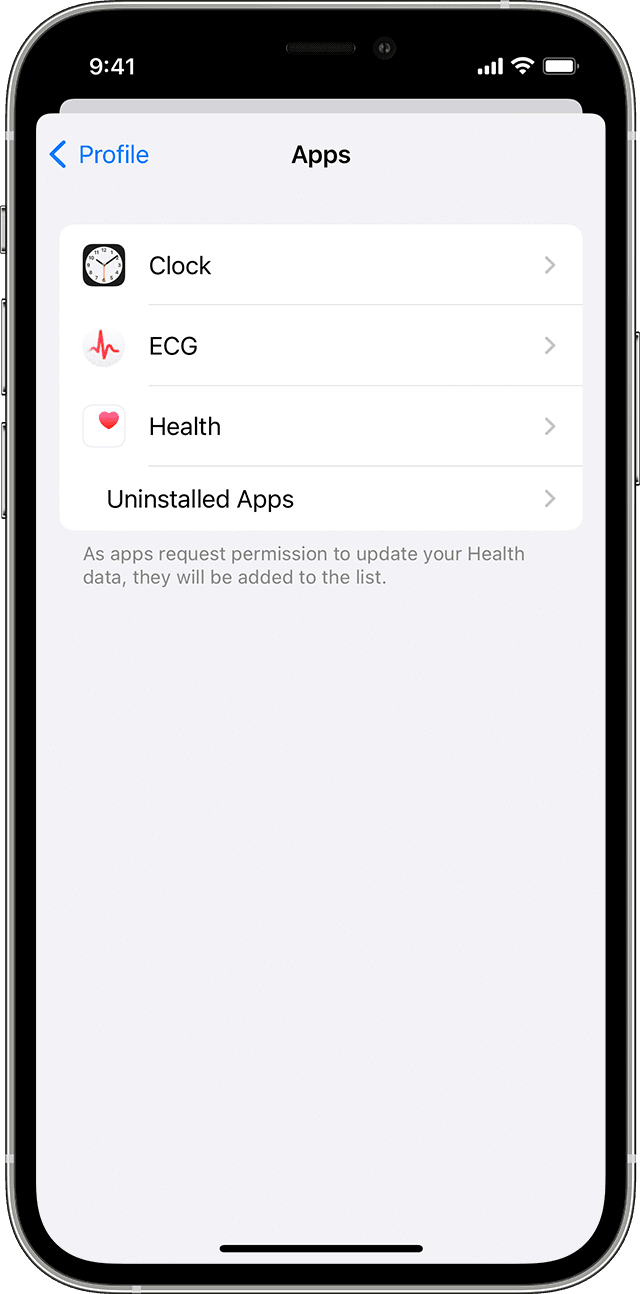 9:41
Profile
Apps
Clock
ECG
Health
Uninstalled Apps
As apps request permission to update your Health
data, they will be added to the list.